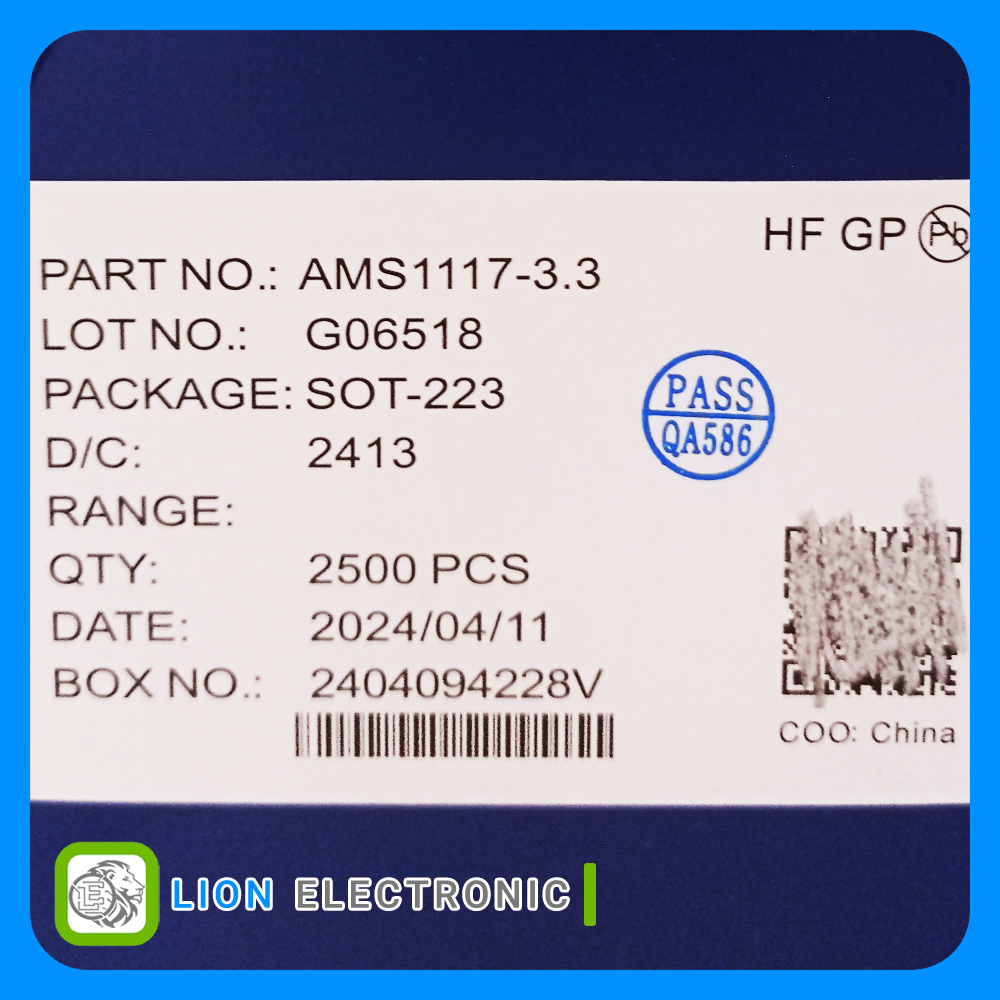 HF GP Pb
PART NO.: AMS1117-3.3
LOT NO.: G06518
PACKAGE: SOT-223
D/C: 2413
RANGE:
QTY: 2500 PCS
DATE: 2024/04/11
BOX NO.: 2404094228V
PASS
QA586
COO: China
LE
LION ELECTRONIC